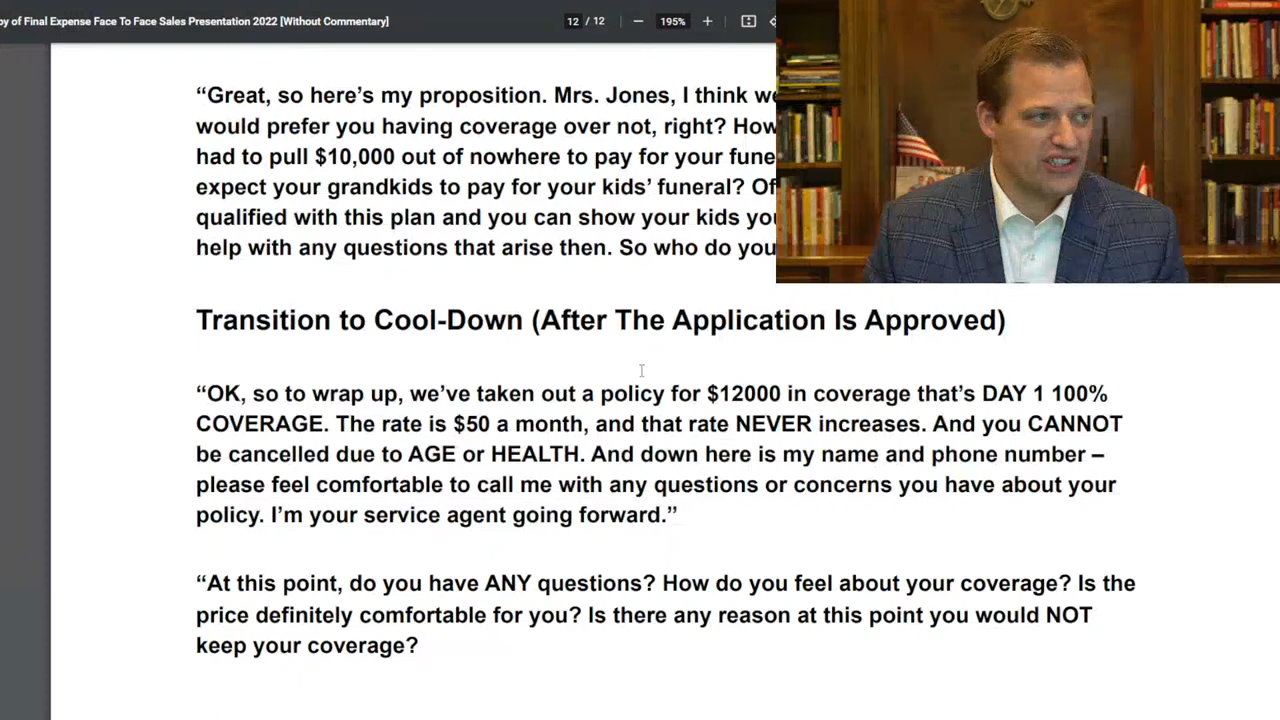 py of Final Expense Face To Face Sales Presentation 2022 [Without Commentary]
12 / 12
195%
“Great, so here’s my proposition. Mrs. Jones, I think
would prefer you having coverage over not, right?
had to pull $10,000 out of nowhere to pay for your
expect your grandkids to pay for your kids’ funeral?
qualified with this plan and you can show your kids
help with any questions that arise then. So who do you
Transition to Cool-Down (After The Application Is Approved)
“OK, so to wrap up, we’ve taken out a policy for $12000 in coverage that’s DAY 1 100%
COVERAGE. The rate is $50 a month, and that rate NEVER increases. And you CANNOT
be cancelled due to AGE or HEALTH. And down here is my name and phone number –
please feel comfortable to call me with any questions or concerns you have about your
policy. I’m your service agent going forward.”
“At this point, do you have ANY questions? How do you feel about your coverage? Is the
price definitely comfortable for you? Is there any reason at this point you would NOT
keep your coverage?